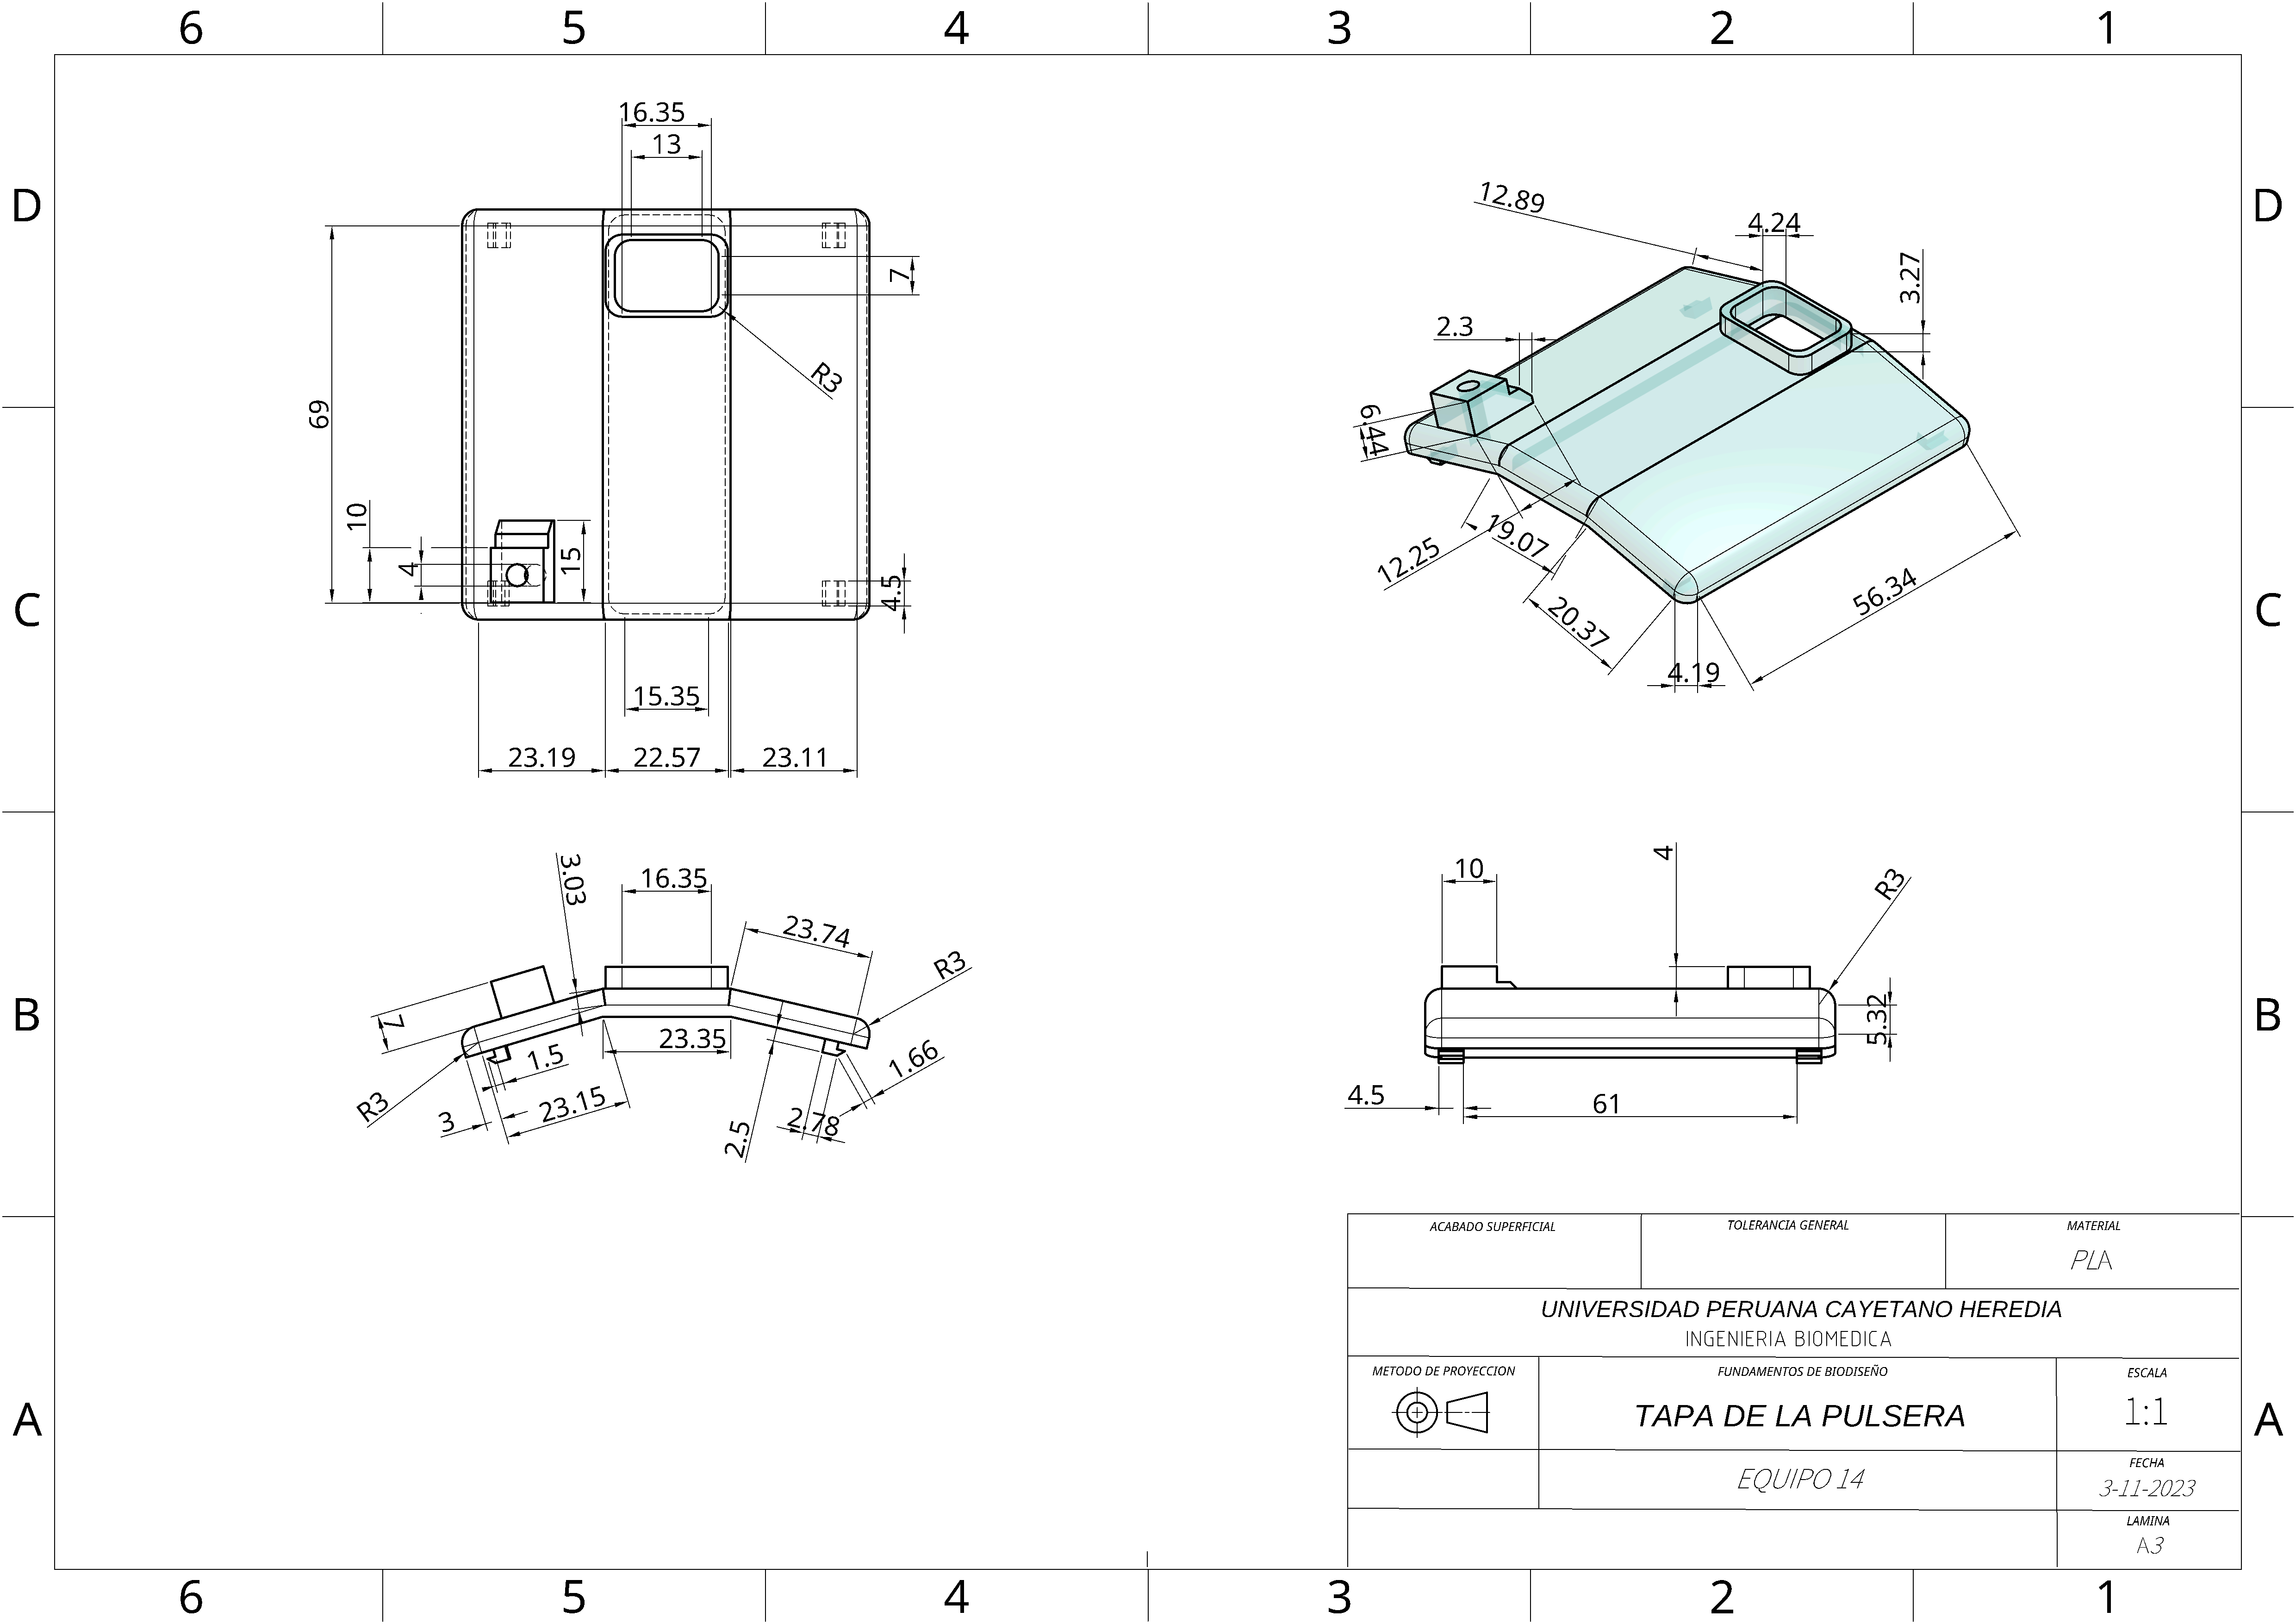 6 5 4 3 2 1
D D
C C
B B
A A
16.35
13
69
7
R3
10
4
15
4.5
15.35
23.19 22.57 23.11
12.89
4.24
3.27
2.3
6.44
19.07
12.25
20.37
4.19
56.34
3.03
16.35
23.74
R3
7
23.35
1.5
1.66
R3
3
23.15
2.5
2.78
10
4
R3
5.32
4.5
61
ACABADO SUPERFICIAL
TOLERANCIA GENERAL
MATERIAL
PLA
UNIVERSIDAD PERUANA CAYETANO HEREDIA
INGENIERIA BIOMEDICA
METODO DE PROYECCION
FUNDAMENTOS DE BIODISEÑO
TAPA DE LA PULSERA
ESCALA
1:1
EQUIPO 14
FECHA
3-11-2023
LAMINA
A3
6 5 4 3 2 1